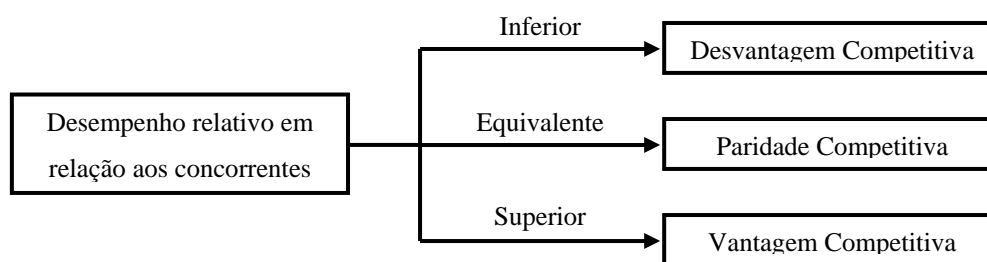 Inferior
Desvantagem Competitiva
Desempenho relativo em
relação aos concorrentes
Equivalente
Paridade Competitiva
Superior
Vantagem Competitiva